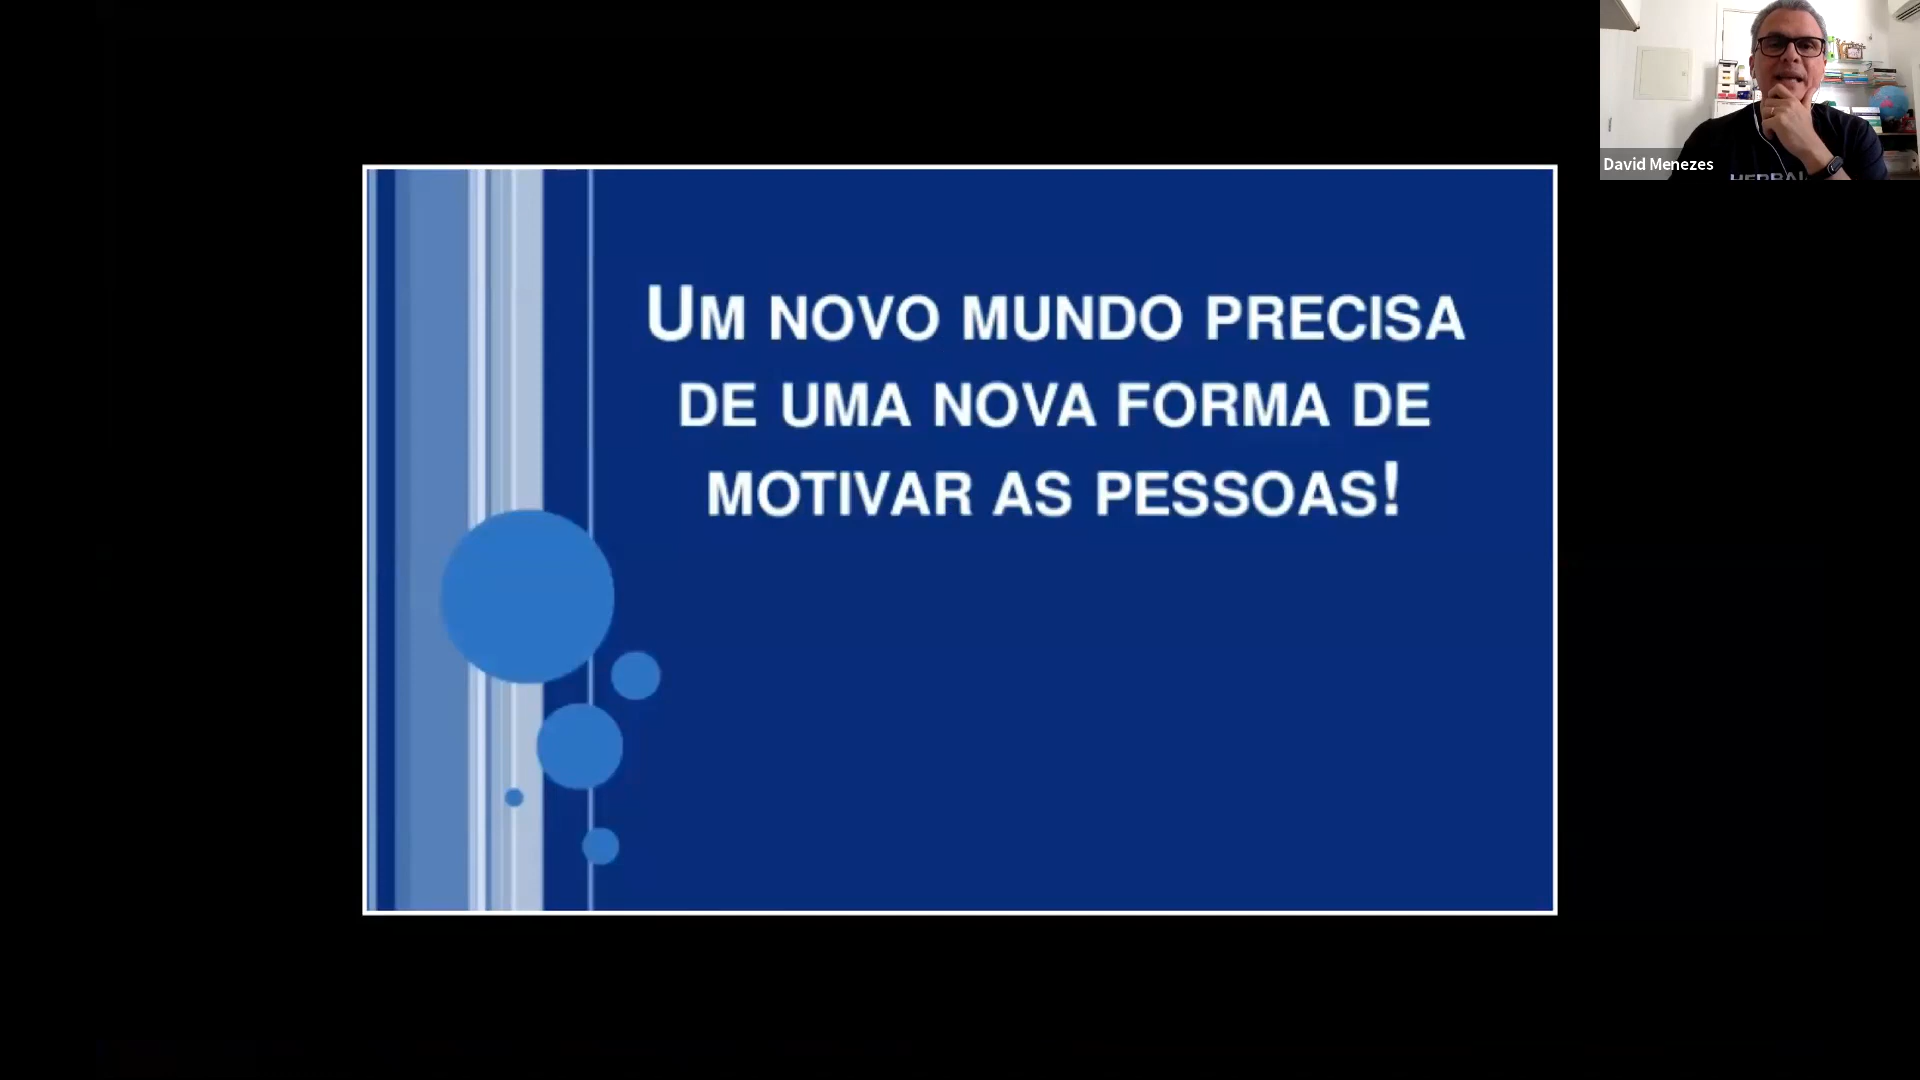 Um novo mundo precisa
de uma nova forma de
motivar as pessoas!
David Menezes